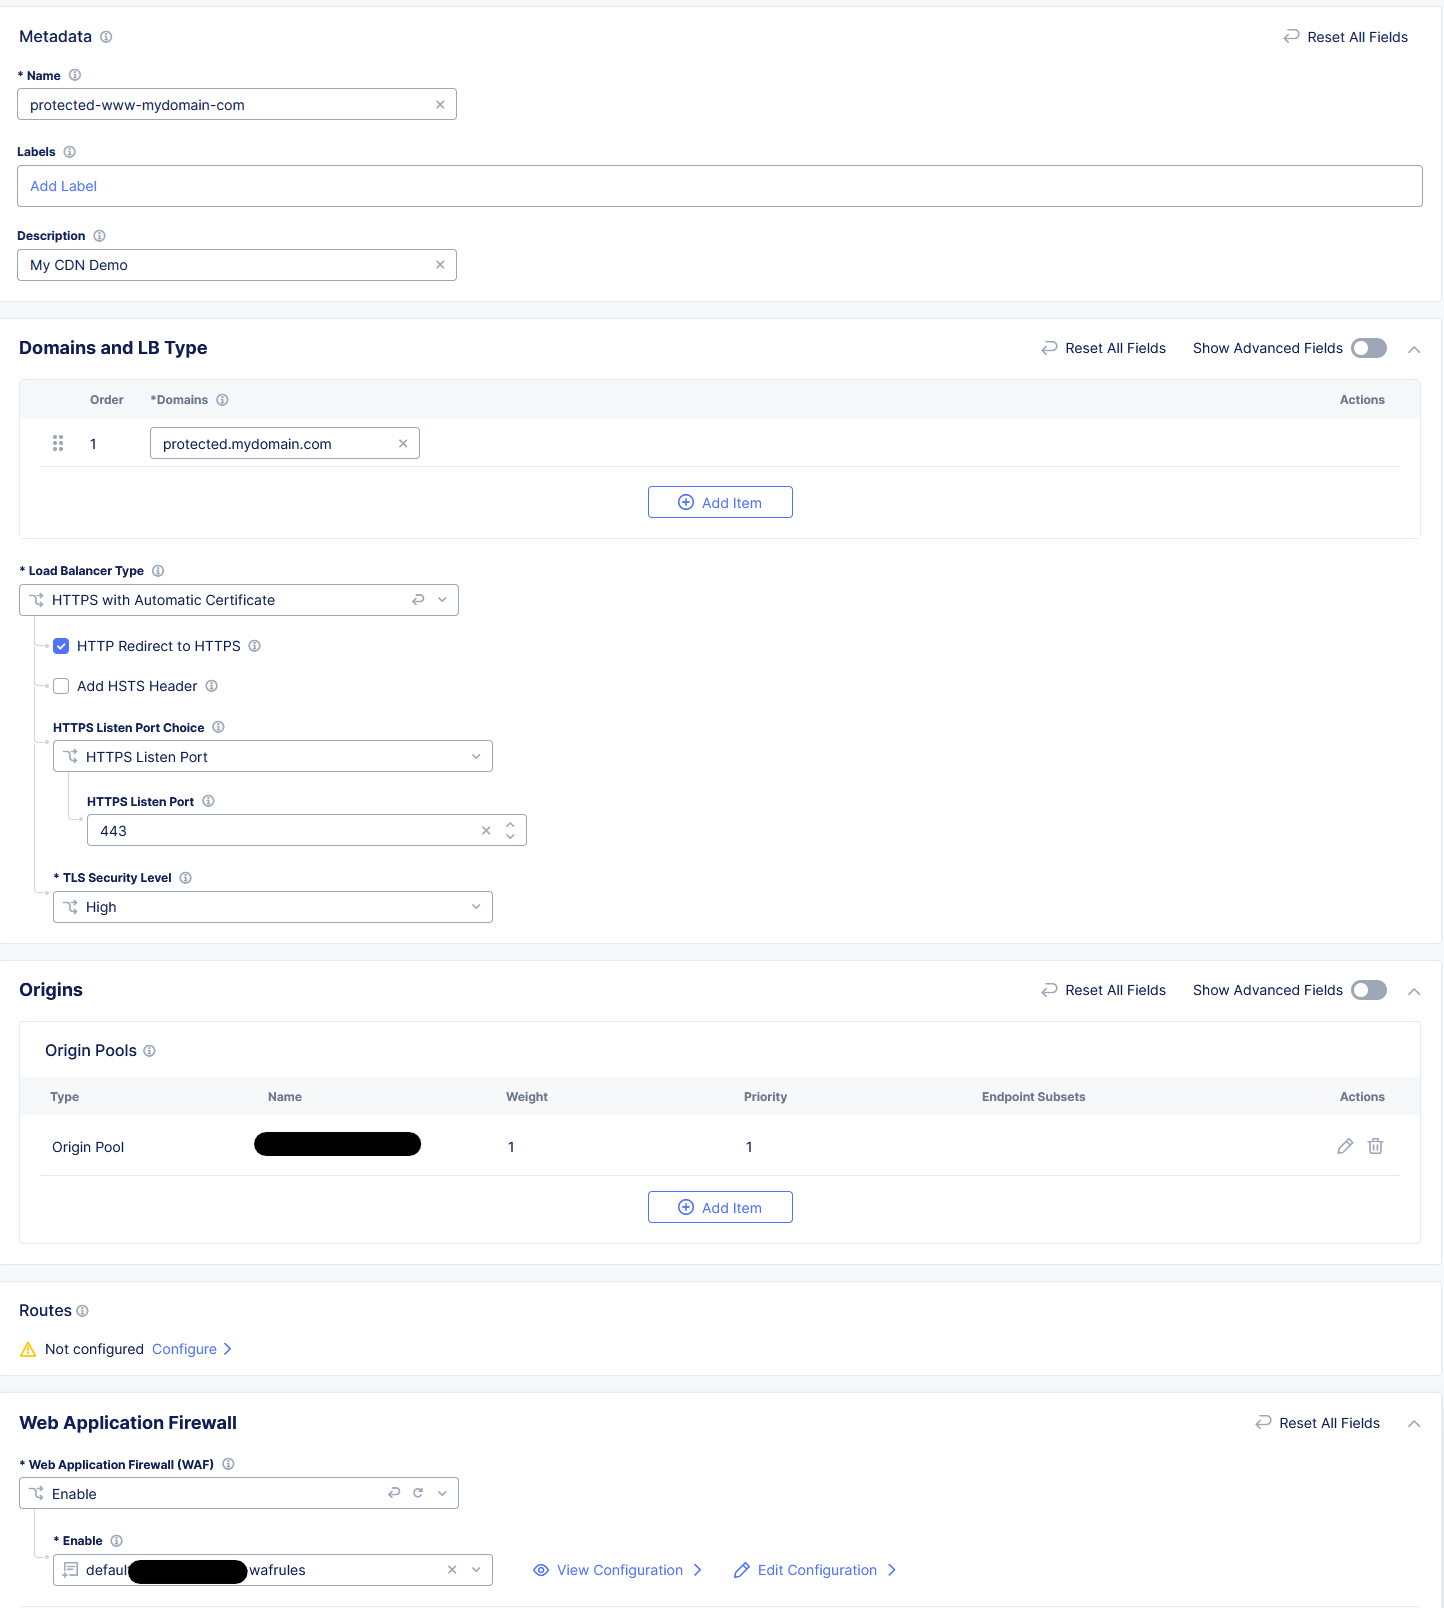 Metadata
Reset All Fields
* Name
protected-www-mydomain-com
Labels
Add Label
Description
My CDN Demo
Domains and LB Type
Reset All Fields Show Advanced Fields
Order *Domains Actions
1 protected.mydomain.com
Add Item
* Load Balancer Type
HTTPS with Automatic Certificate
HTTP Redirect to HTTPS
Add HSTS Header
HTTPS Listen Port Choice
HTTPS Listen Port
HTTPS Listen Port
443
* TLS Security Level
High
Origins
Reset All Fields Show Advanced Fields
Origin Pools
Type Name Weight Priority Endpoint Subsets Actions
Origin Pool 1 1
Add Item
Routes
Not configured Configure
Web Application Firewall
Reset All Fields
* Web Application Firewall (WAF)
Enable
* Enable
default -wafrules View Configuration Edit Configuration